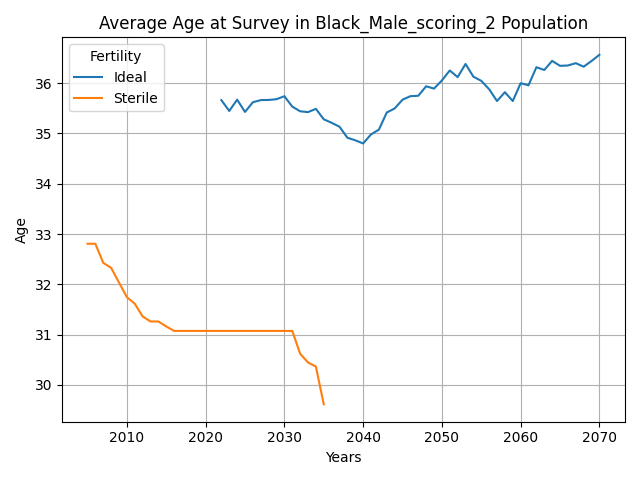 Average Age at Survey in Black_Male_scoring_2 Population
Fertility
Ideal
Sterile
Age
36
35
34
33
32
31
30
2010 2020 2030 2040 2050 2060 2070
Years